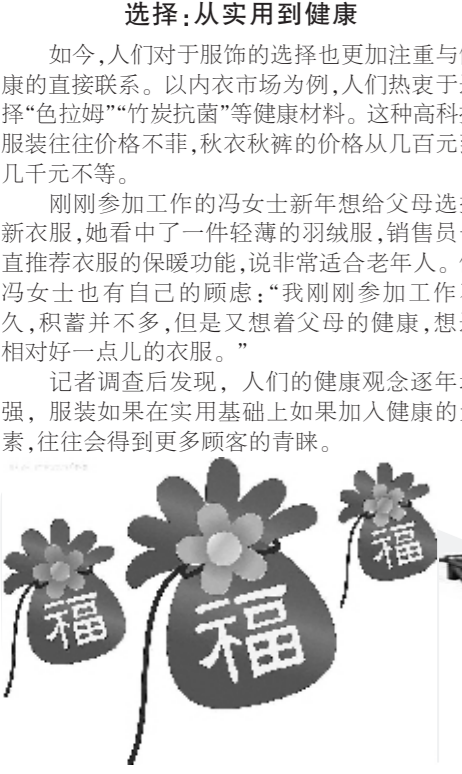 选择:从实用到健康
如今,人们对于服饰的选择也更加注重与
康的直接联系。以内衣市场为例,人们热衷于
择“色拉姆”“竹炭抗菌”等健康材料。这种高科
服装往往价格不菲,秋衣秋裤的价格从几百元
几千元不等。
刚刚参加工作的冯女士新年想给父母选
新衣服,她看中了一件轻薄的羽绒服,销售员
直推荐衣服的保暖功能,说非常适合老年人。
冯女士也有自己的顾虑:“我刚刚参加工作
久,积蓄并不多,但是又想着父母的健康,想
相对好一点儿的衣服。”
记者调查后发现,人们的健康观念逐年
强,服装如果在实用基础上如果加入健康的
素,往往会得到更多顾客的青睐。
福
福
福